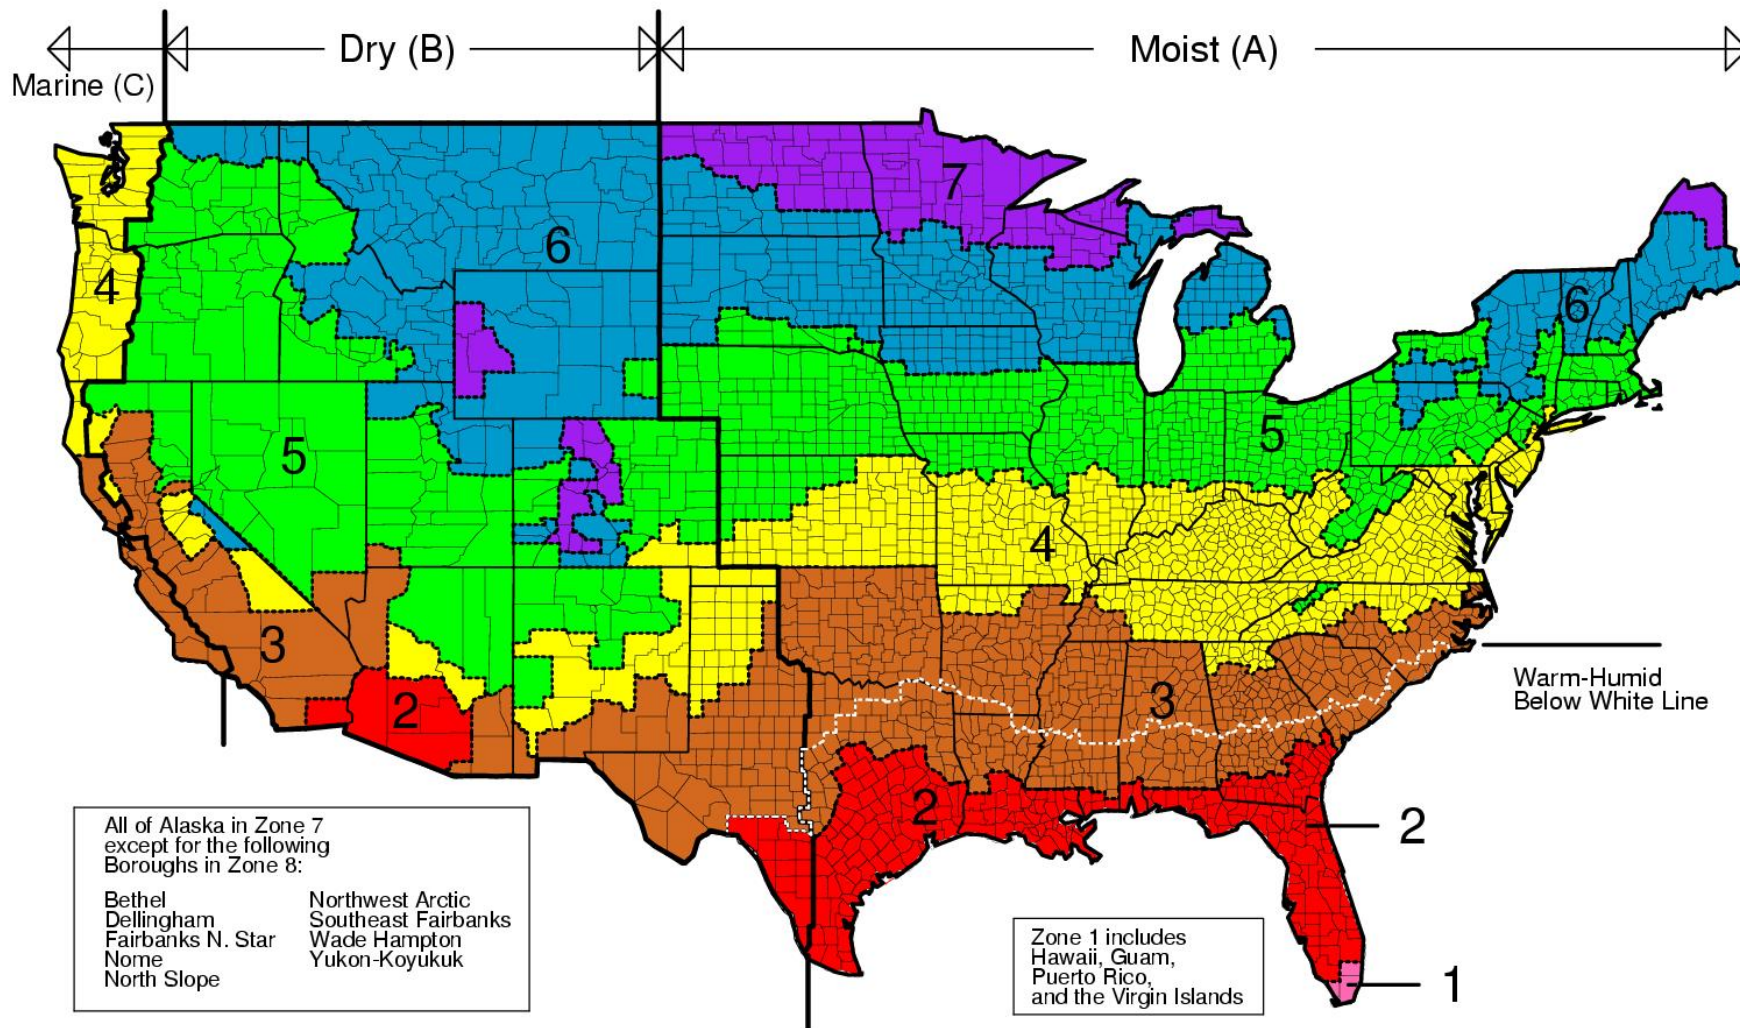 Marine (C)
Dry (B)
Moist (A)
7
6
4
6
5
5
4
3
3
2
2
Warm-Humid
Below White Line
2
1
All of Alaska in Zone 7
except for the following
Boroughs in Zone 8:
Bethel
Dellingham
Fairbanks N. Star
Nome
North Slope
Northwest Arctic
Southeast Fairbanks
Wade Hampton
Yukon-Koyukuk
Zone 1 includes
Hawaii, Guam,
Puerto Rico,
and the Virgin Islands